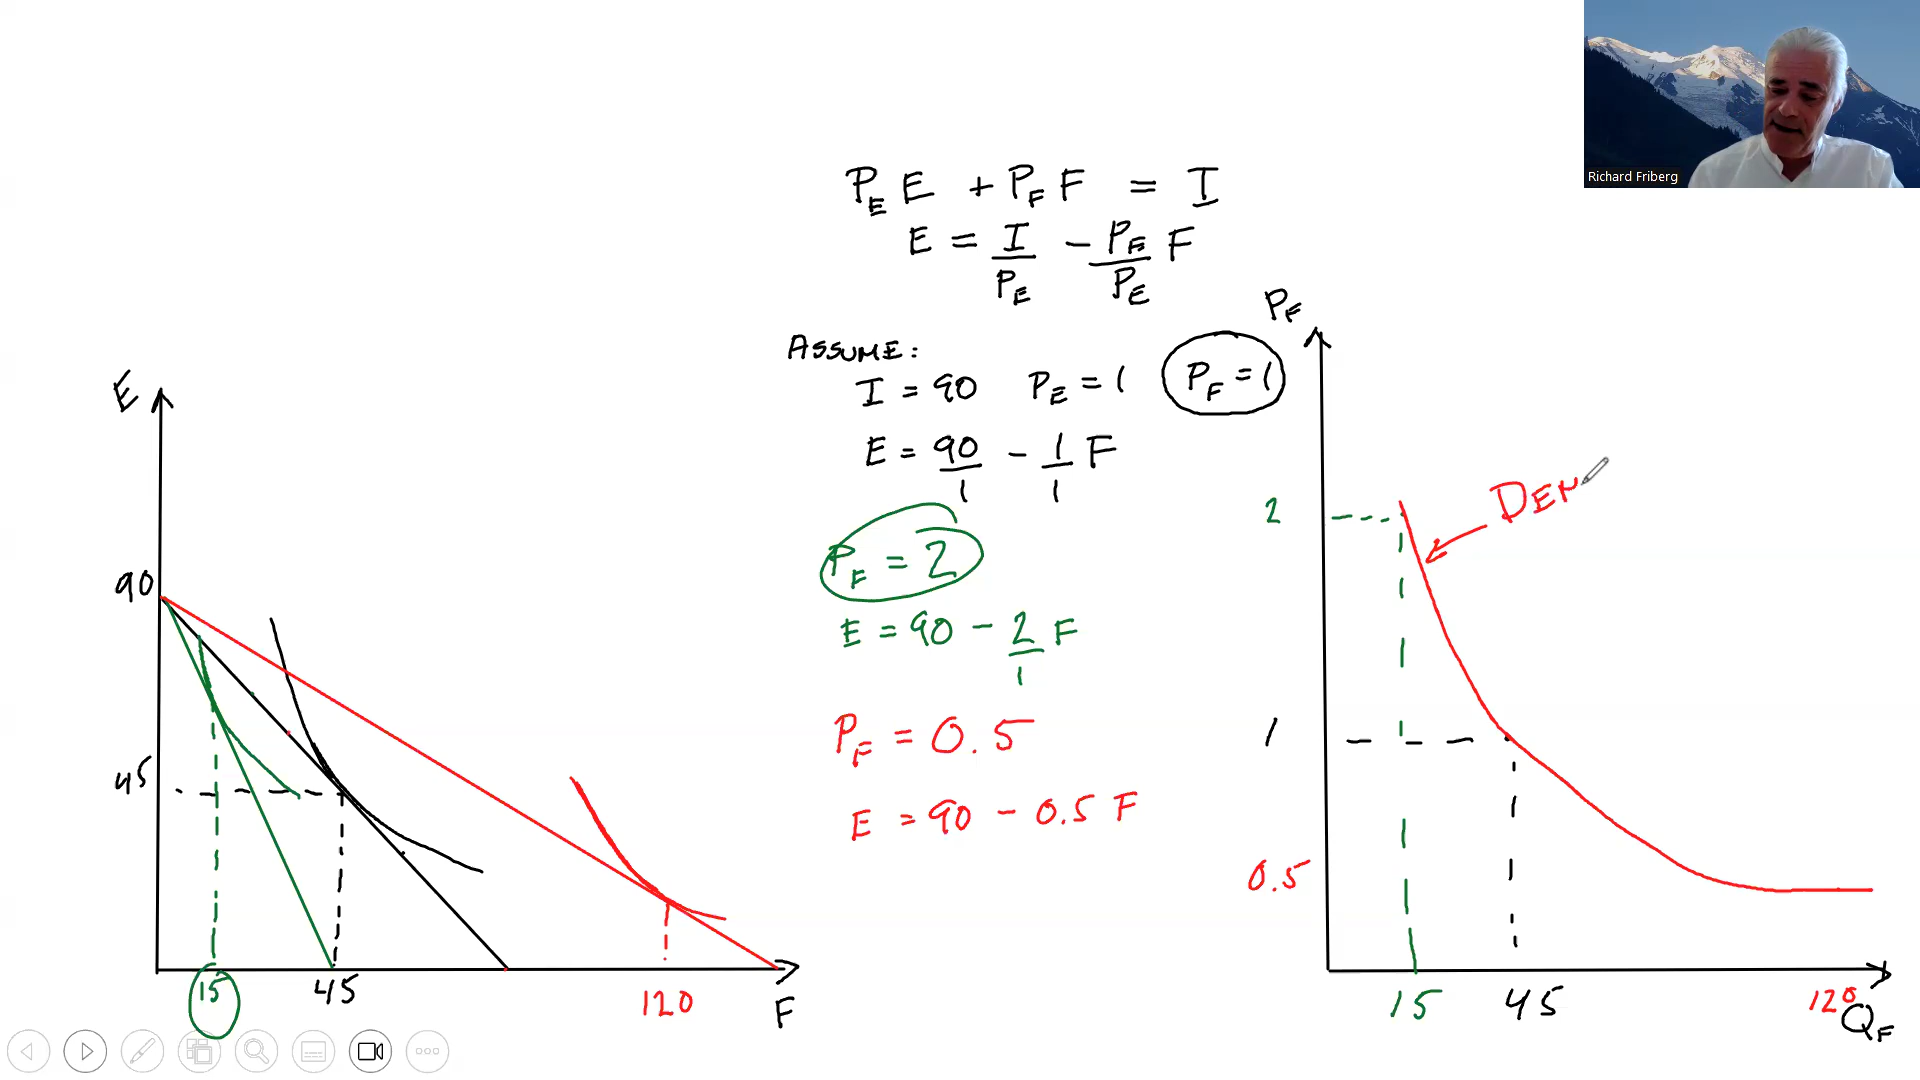 Richard Friberg
P_E E + P_F F = I
E = I/P_E - P_F/P_E F
ASSUME:
I = 90 P_E = 1 P_F = 1
E = 90/1 - 1/1 F
P_F = 2
E = 90 - 2/1 F
P_F = 0.5
E = 90 - 0.5 F
E
90
45
15
45
120
F
P_F
2
1
0.5
DEM
15
45
120
Q_F